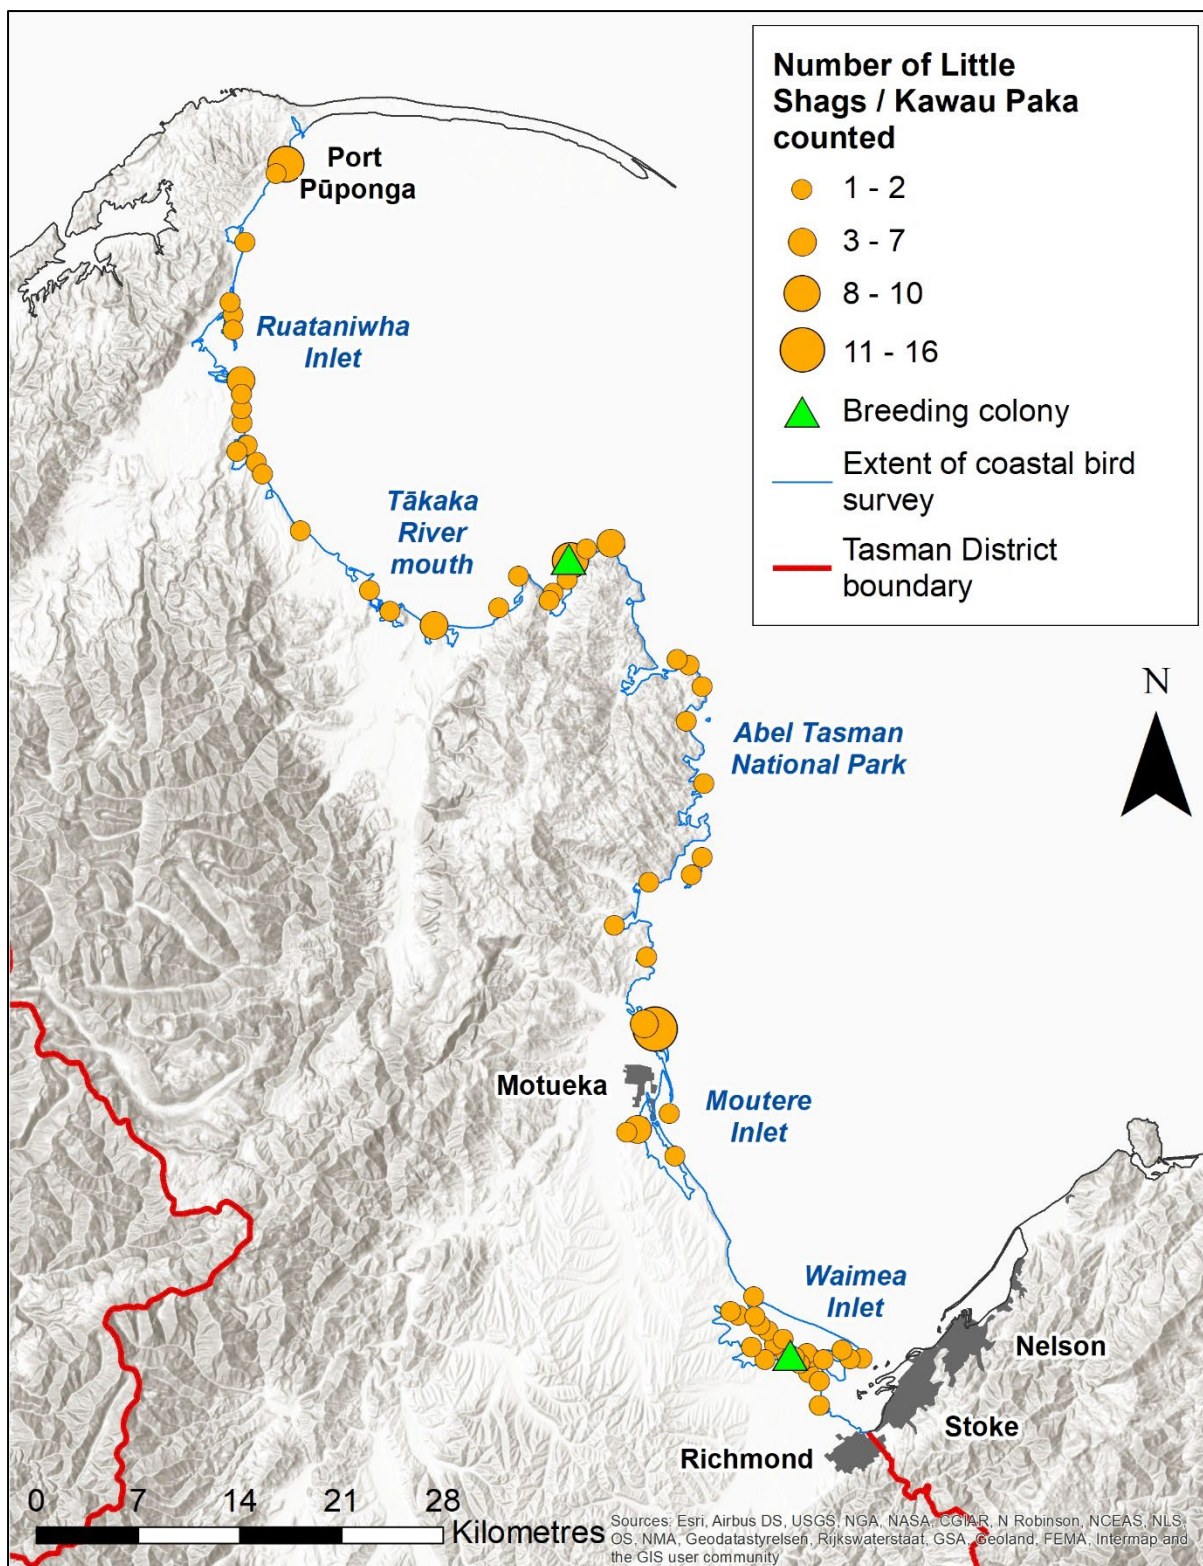 Number of Little
Shags / Kawau Paka
counted
1 - 2
3 - 7
8 - 10
11 - 16
Breeding colony
Extent of coastal bird
survey
Tasman District
boundary
Port
Pūponga
Ruataniwha
Inlet
Tākaka
River
mouth
N
Abel Tasman
National Park
Motueka
Moutere
Inlet
Waimea
Inlet
Nelson
Stoke
Richmond
0 7 14 21 28
Kilometres
Sources: Esri, Airbus DS, USGS, NGA, NASA, CGIAR, N Robinson, NCEAS, NLS,
OS, NMA, Geodatastyrelsen, Rijkswaterstaat, GSA, Geoland, FEMA, Intermap and
the GIS user community